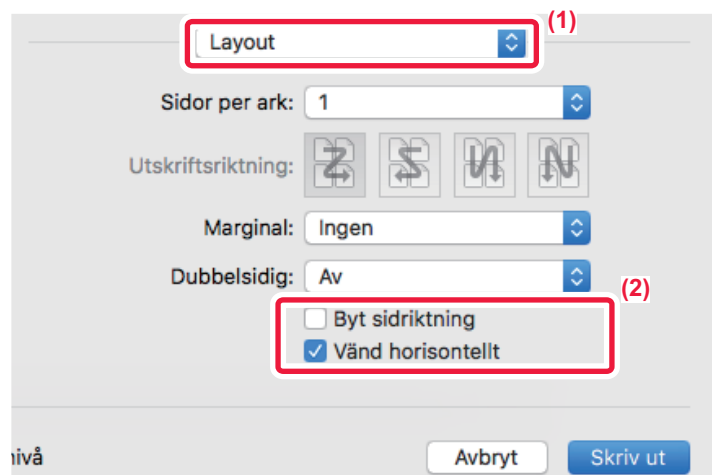 (1)
Layout
Sidor per ark: 1
Utskriftsriktning:
Marginal: Ingen
Dubbelsidig: Av
(2)
Byt sidriktning
Vänd horisontellt
ivå Avbryt Skriv ut